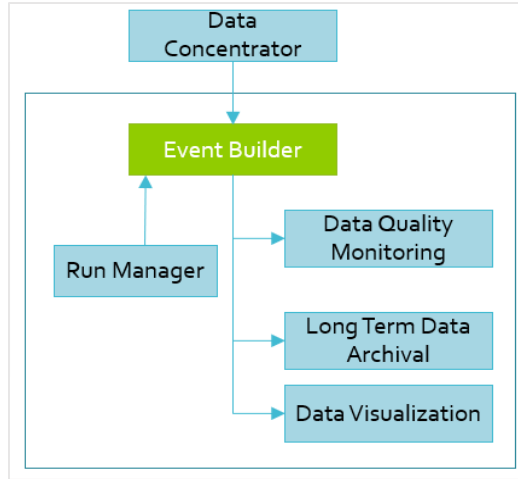 Data
Concentrator
Event Builder
Data Quality
Monitoring
Run Manager
Long Term Data
Archival
Data Visualization